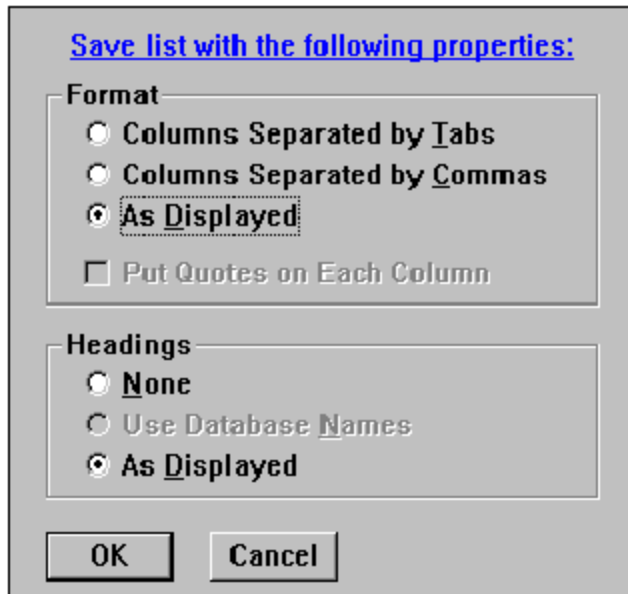 Save list with the following properties:
Format
Columns Separated by Tabs
Columns Separated by Commas
As Displayed
Put Quotes on Each Column
Headings
None
Use Database Names
As Displayed
OK
Cancel